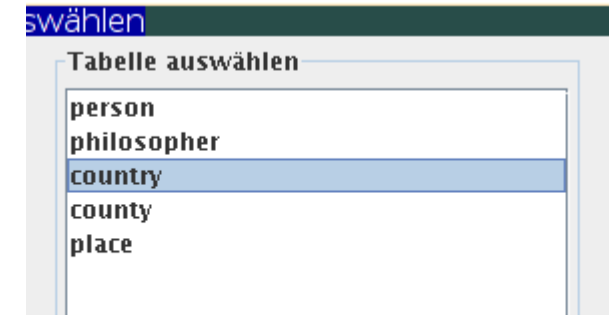 swählen
Tabelle auswählen
person
philosopher
country
county
place